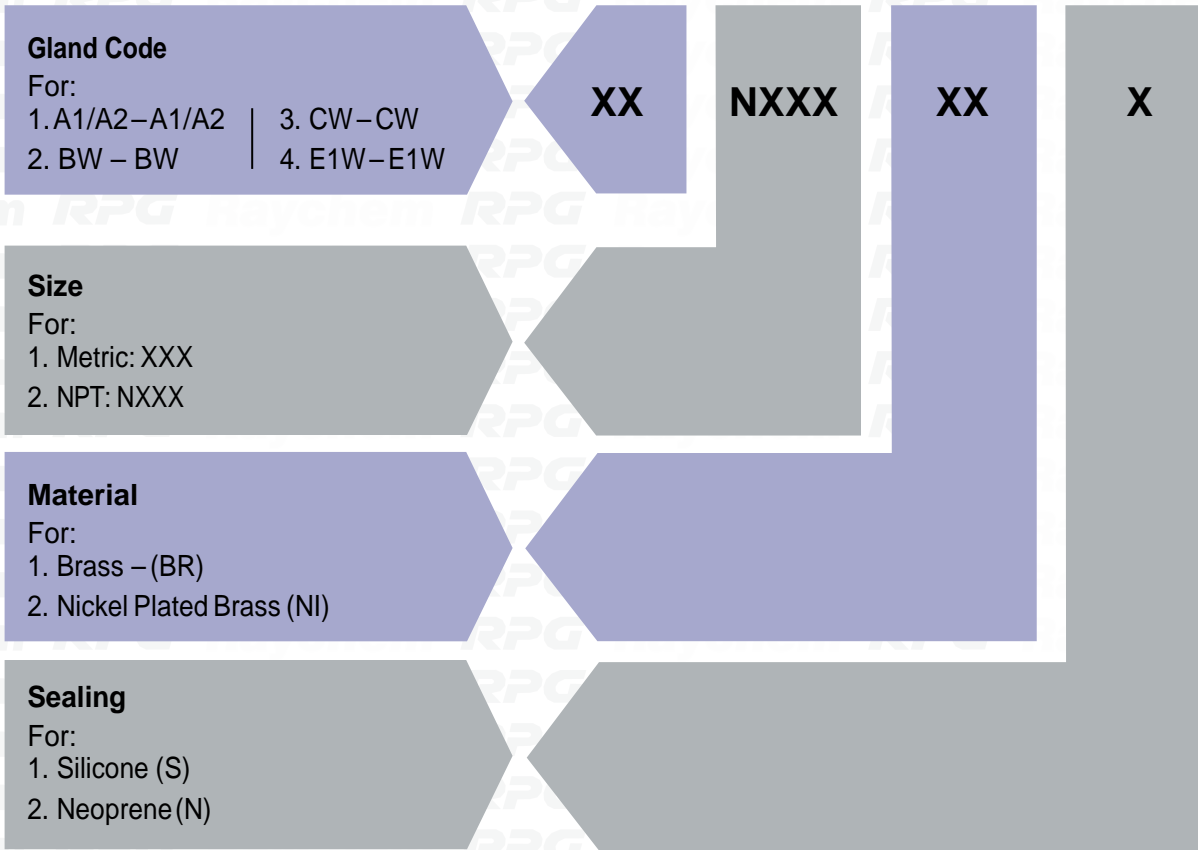 Gland Code
For:
1. A1/A2 – A1/A2
2. BW – BW
3. CW – CW
4. E1W – E1W
XX
NXXX
XX
X
Size
For:
1. Metric: XXX
2. NPT: NXXX
Material
For:
1. Brass – (BR)
2. Nickel Plated Brass (NI)
Sealing
For:
1. Silicone (S)
2. Neoprene (N)
Raychem RPG